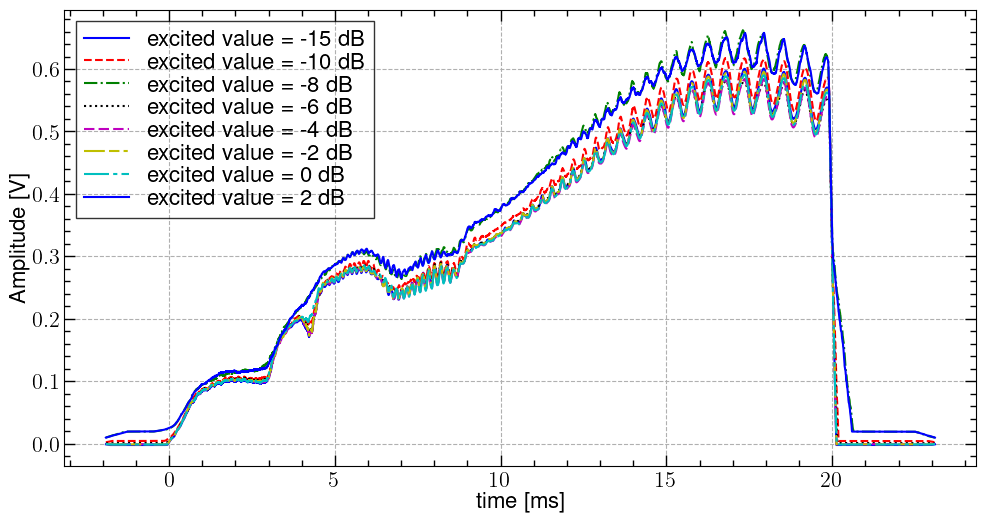 excited value = -15 dB
excited value = -10 dB
excited value = -8 dB
excited value = -6 dB
excited value = -4 dB
excited value = -2 dB
excited value = 0 dB
excited value = 2 dB
Amplitude [V]
0.6
0.5
0.4
0.3
0.2
0.1
0.0
0 5 10 15 20
time [ms]